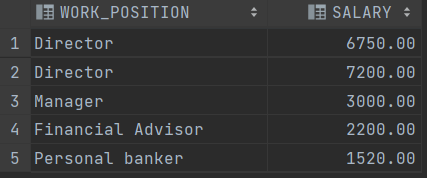 WORK_POSITION SALARY
1 Director 6750.00
2 Director 7200.00
3 Manager 3000.00
4 Financial Advisor 2200.00
5 Personal banker 1520.00